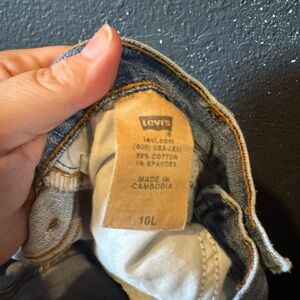 LEVI'S
levi.com
(800) USA-LEVI
99% COTTON
1% SPANDEX
MADE IN
CAMBODIA
10L